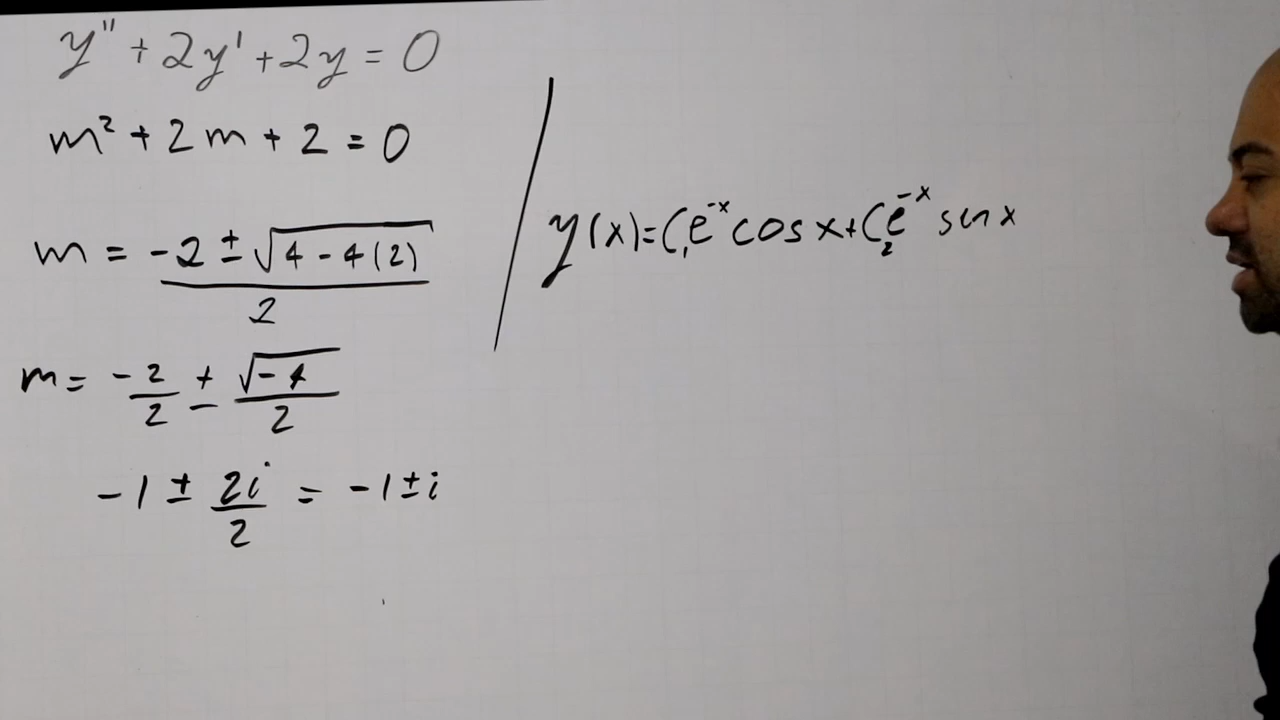 y'' + 2y' + 2y = 0
m² + 2m + 2 = 0
m = (-2 ± √(4 - 4(2)))/2
m = -2/2 ± √(-4)/2
-1 ± 2i/2 = -1 ± i
y(x) = C₁e⁻ˣ cos x + C₂e⁻ˣ sen x